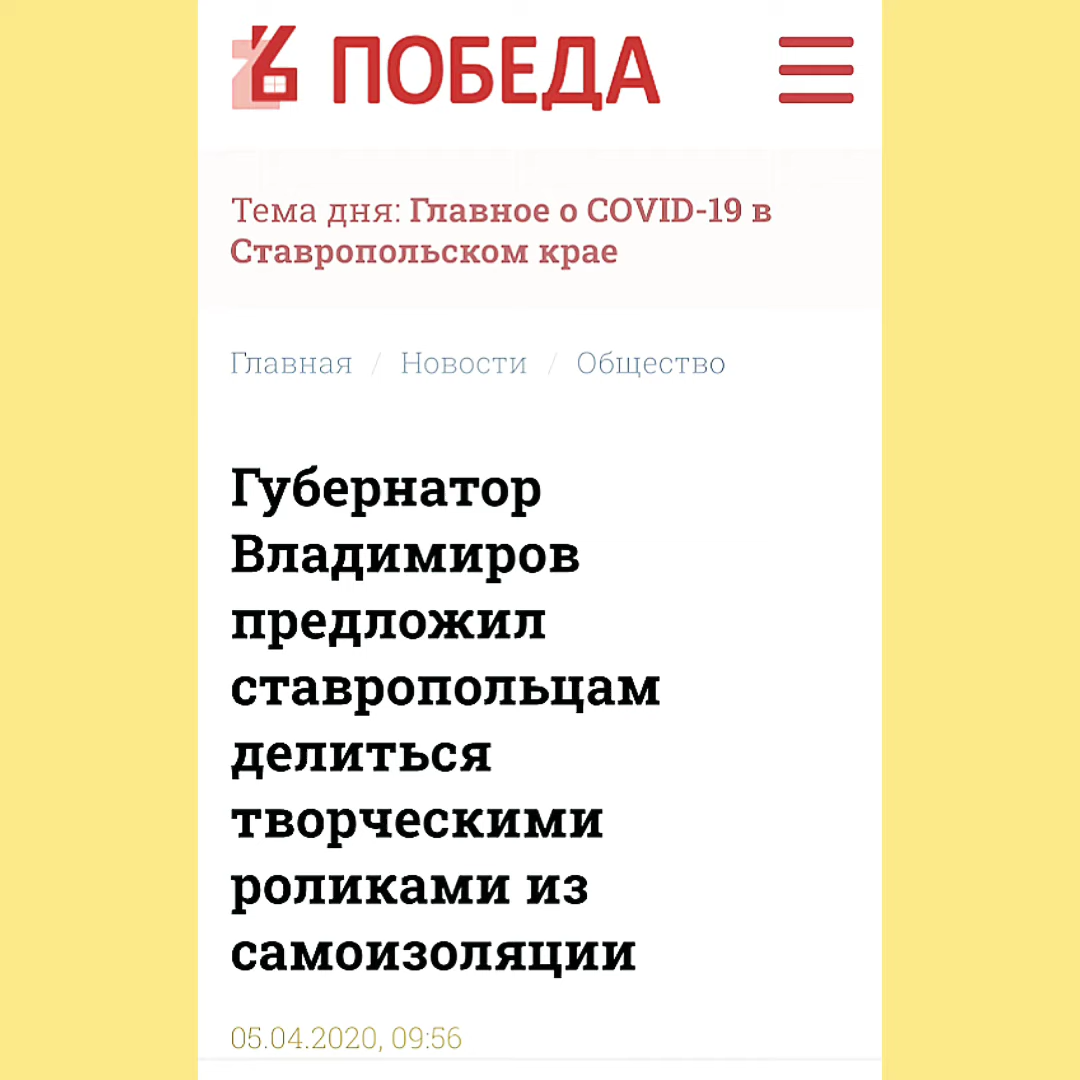 26 ПОБЕДА
Тема дня: Главное о COVID-19 в
Ставропольском крае
Главная / Новости / Общество
Губернатор
Владимиров
предложил
ставропольцам
делиться
творческими
роликами из
самоизоляции
05.04.2020, 09:56